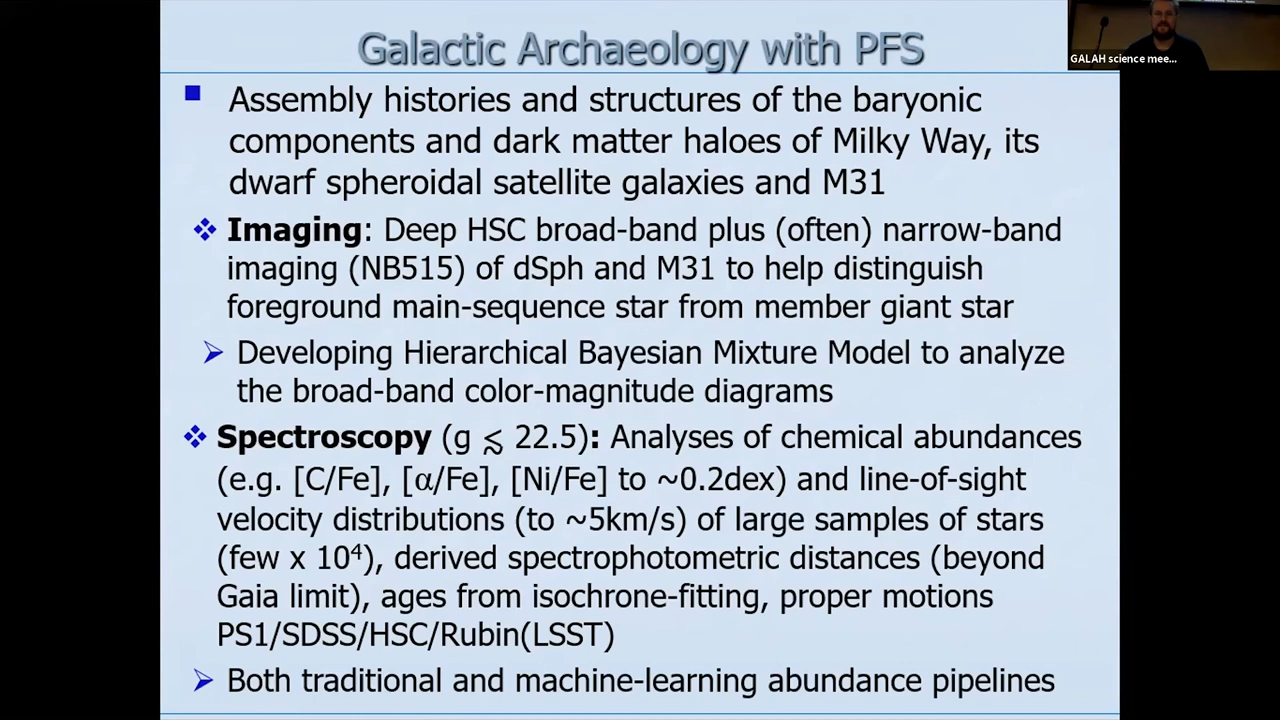 Galactic Archaeology with PFS
GALAH science mee...
Assembly histories and structures of the baryonic
components and dark matter haloes of Milky Way, its
dwarf spheroidal satellite galaxies and M31
Imaging: Deep HSC broad-band plus (often) narrow-band
imaging (NB515) of dSph and M31 to help distinguish
foreground main-sequence star from member giant star
Developing Hierarchical Bayesian Mixture Model to analyze
the broad-band color-magnitude diagrams
Spectroscopy (g ≲ 22.5): Analyses of chemical abundances
(e.g. [C/Fe], [α/Fe], [Ni/Fe] to ~0.2dex) and line-of-sight
velocity distributions (to ~5km/s) of large samples of stars
(few x 10⁴), derived spectrophotometric distances (beyond
Gaia limit), ages from isochrone-fitting, proper motions
PS1/SDSS/HSC/Rubin(LSST)
Both traditional and machine-learning abundance pipelines